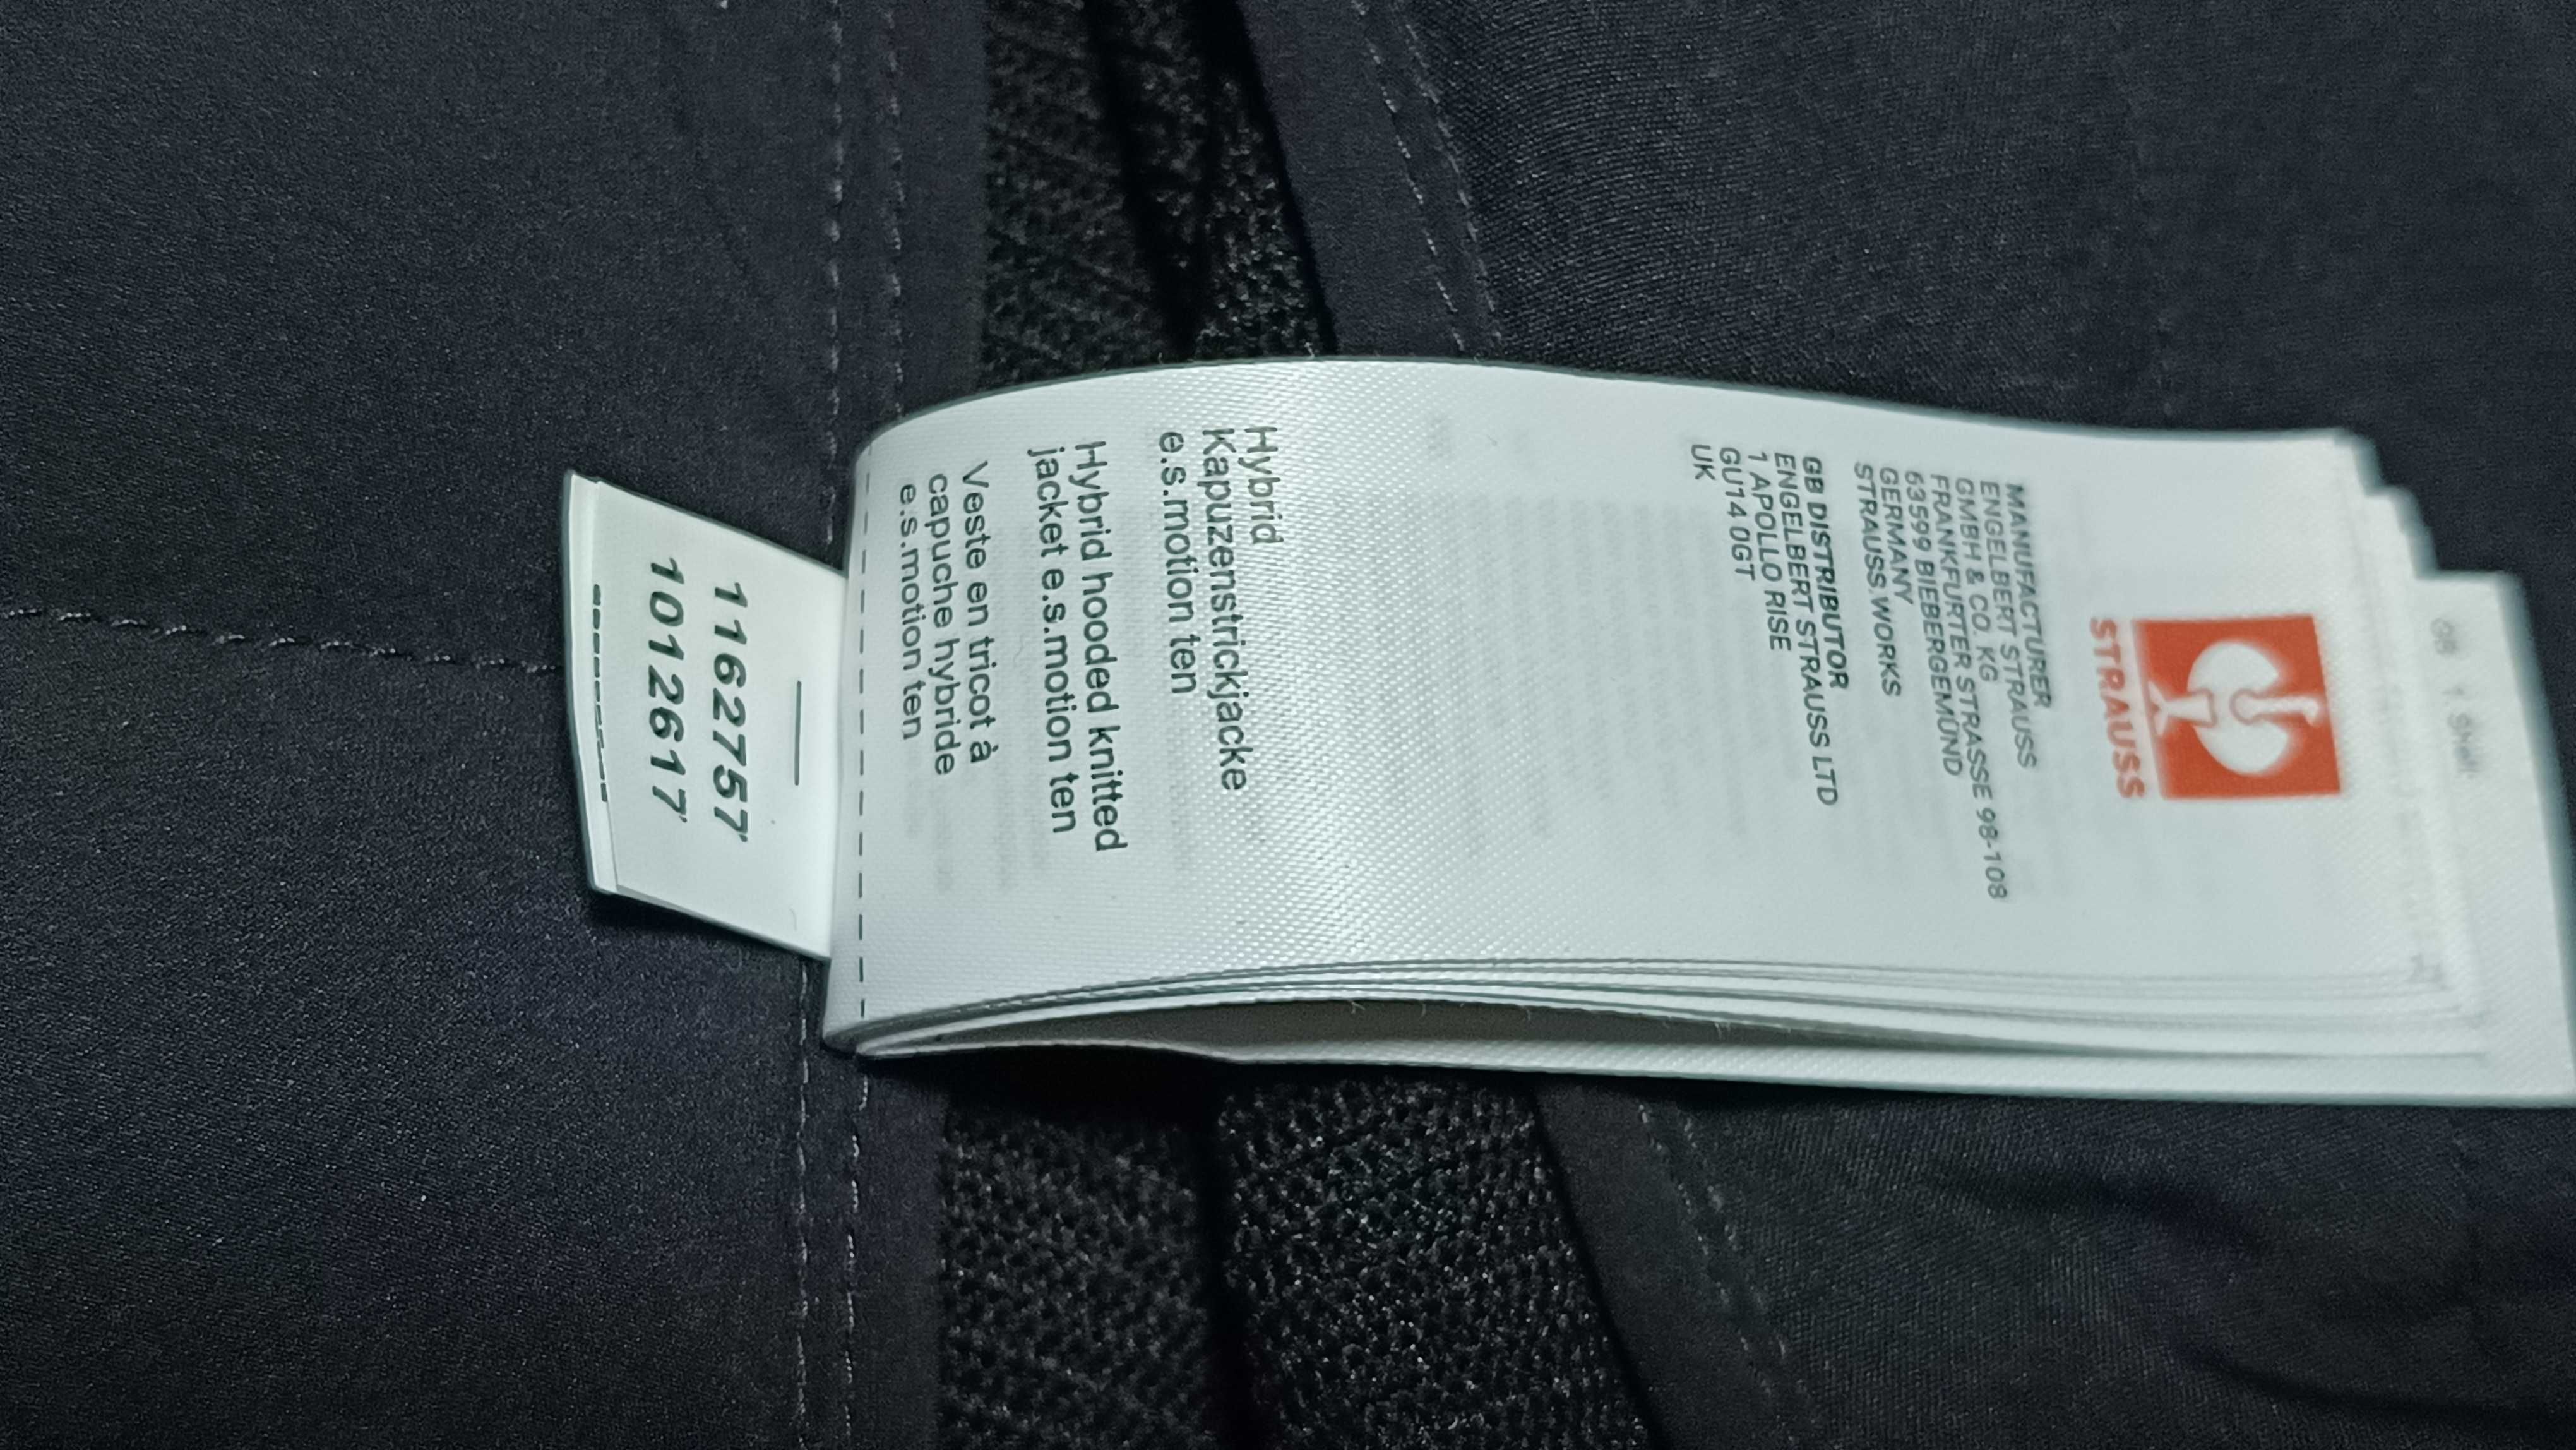 STRAUSS
MANUFACTURER
ENGELBERT STRAUSS
GMBH & CO. KG
FRANKFURTER STRASSE 98-108
63599 BIEBERGEMÜND
GERMANY
STRAUSS.WORKS
GB DISTRIBUTOR
ENGELBERT STRAUSS LTD
1 APOLLO RISE
GU14 0GT
UK
Hybrid
Kapuzenstrickjacke
e.s.motion ten
Hybrid hooded knitted
jacket e.s.motion ten
Veste en tricot à
capuche hybride
e.s.motion ten
1162757
1012617